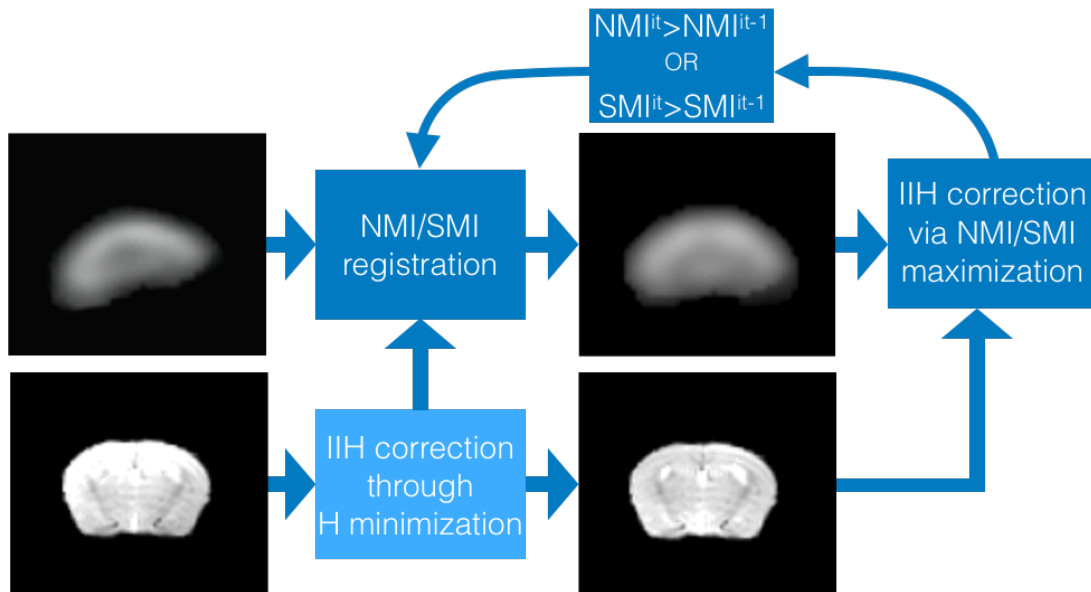 NMIⁱᵗ>NMIⁱᵗ⁻¹
OR
SMIⁱᵗ>SMIⁱᵗ⁻¹
NMI/SMI
registration
IIH correction
via NMI/SMI
maximization
IIH correction
through
H minimization